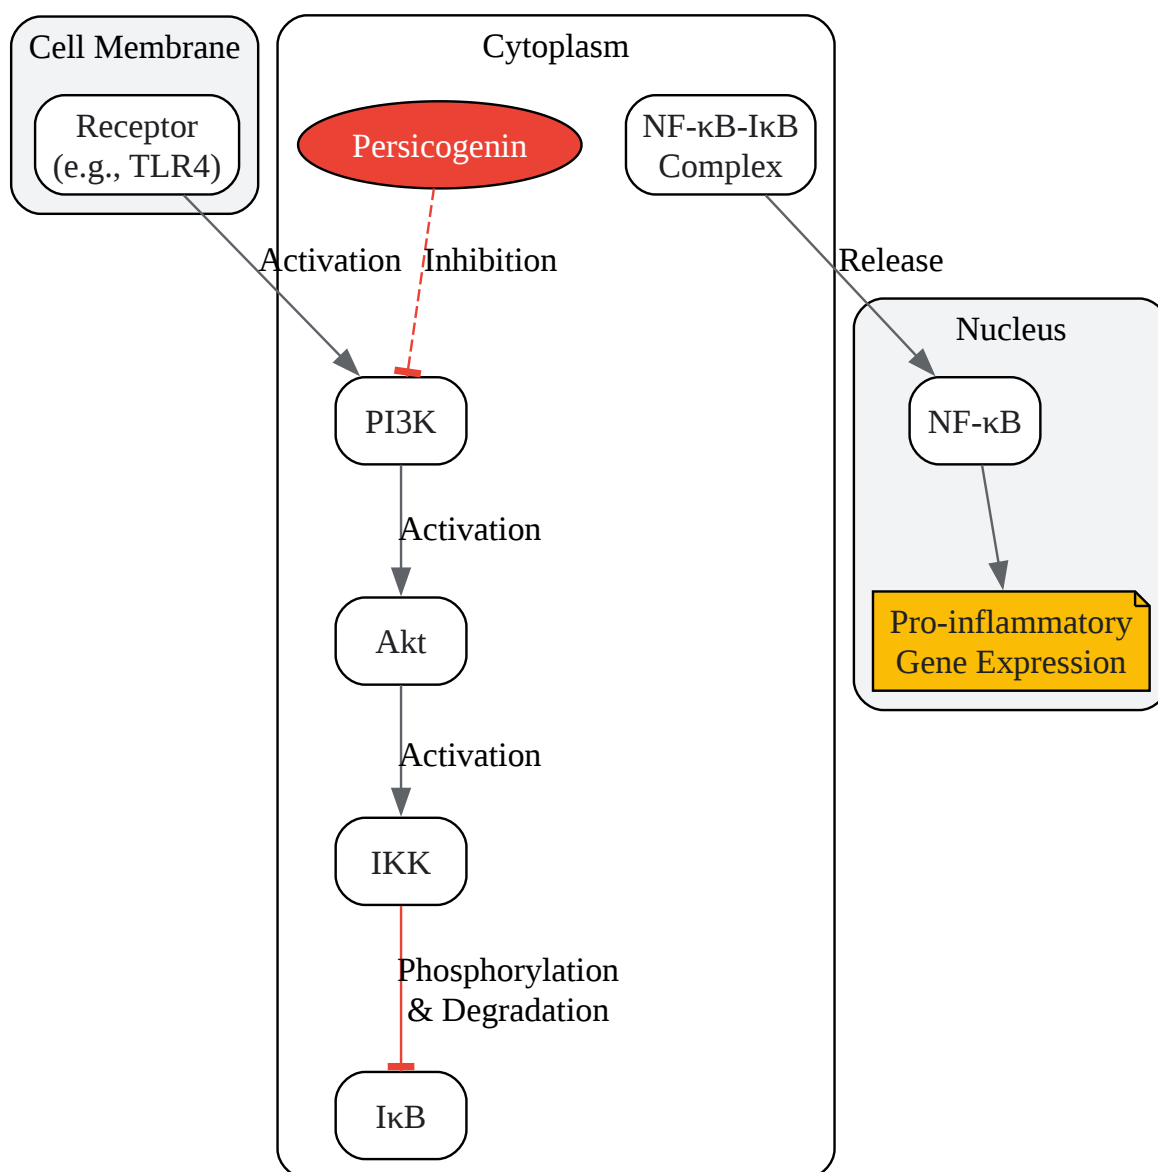 Cell Membrane
Cytoplasm
Receptor
(e.g., TLR4)
Persicogenin
NF-κB-IκB
Complex
Activation
Inhibition
Release
Nucleus
PI3K
NF-κB
Activation
Akt
Pro-inflammatory
Gene Expression
Activation
IKK
Phosphorylation
& Degradation
IκB